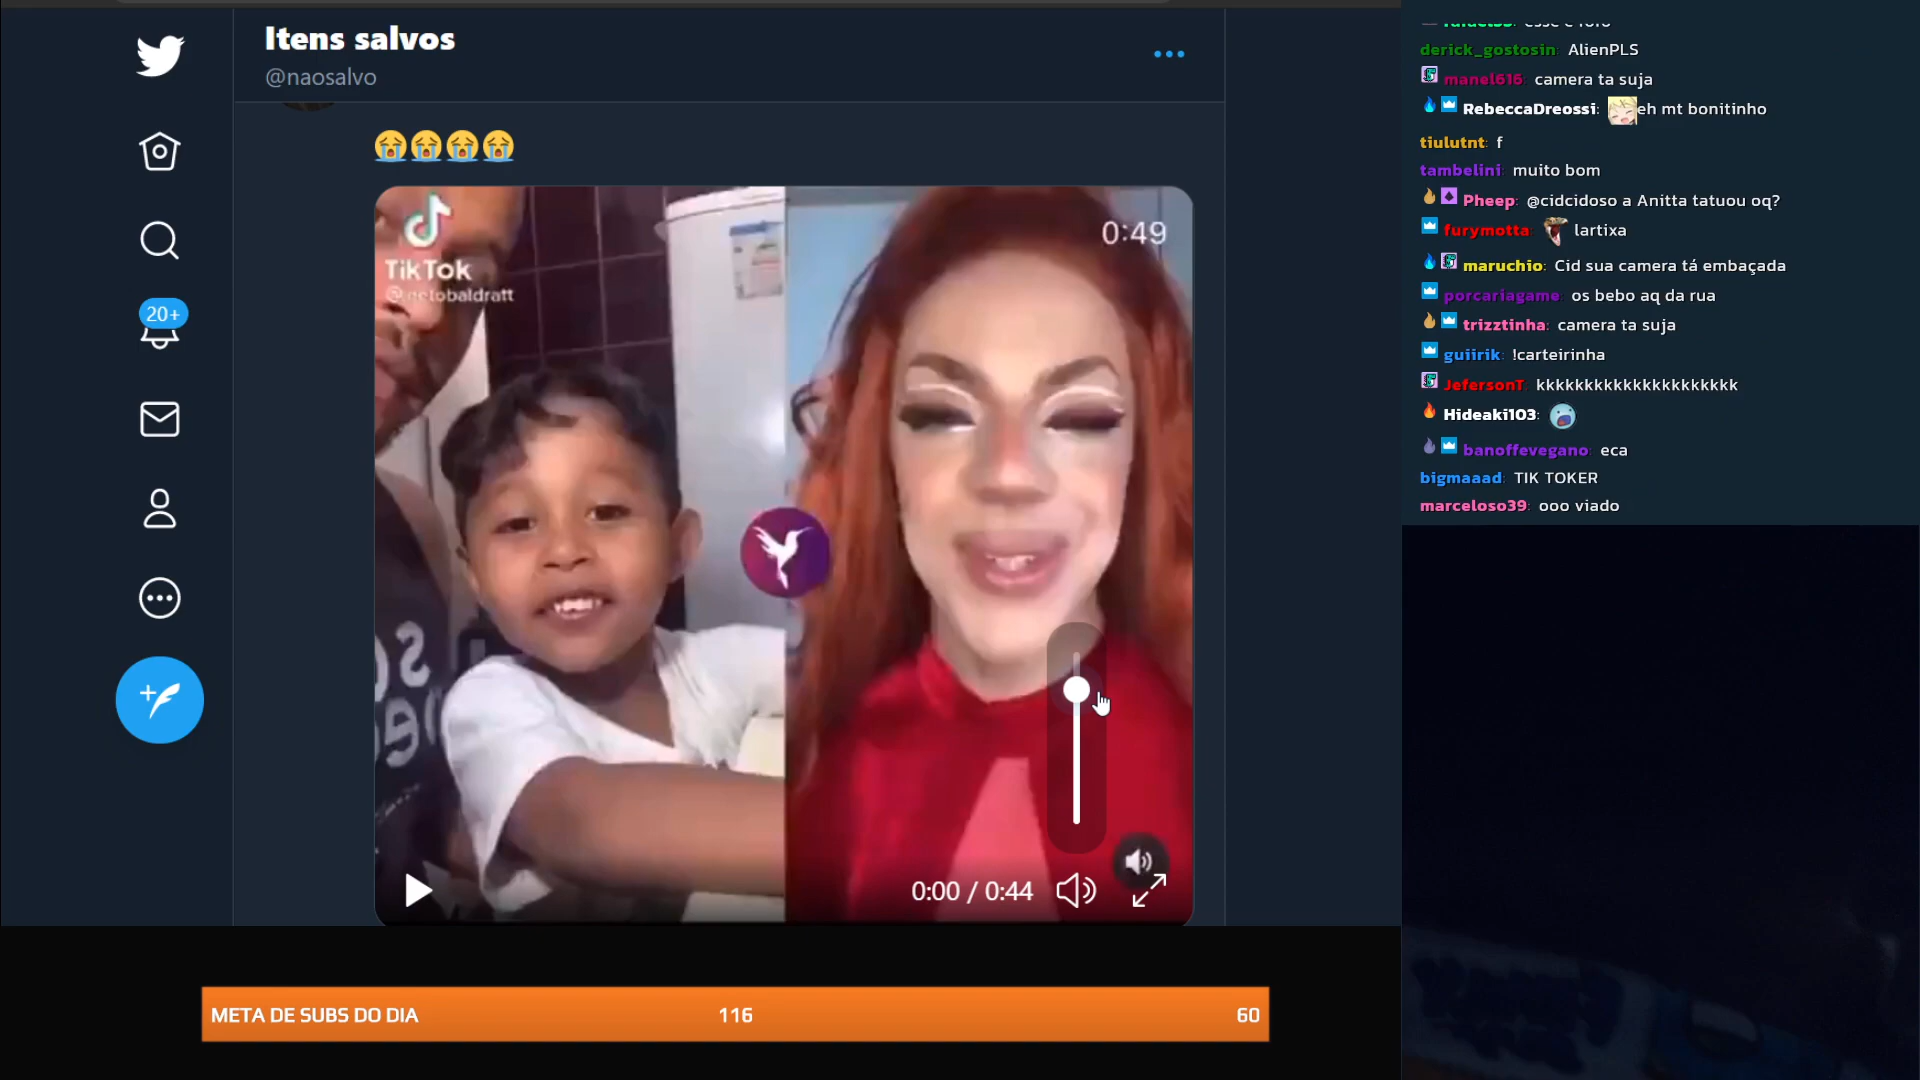 Itens salvos
@naosalvo
20+
TikTok
@netobaldratt
0:49
0:00 / 0:44
META DE SUBS DO DIA 116 60
derick_gostosin: AlienPLS
manel616: camera ta suja
RebeccaDreossi: eh mt bonitinho
tiulutnt: f
tambelini: muito bom
Pheep: @cidcidoso a Anitta tatuou oq?
furymotta: lartixa
maruchio: Cid sua camera tá embaçada
porcariagame: os bebo aq da rua
trizztinha: camera ta suja
guiirik: !carteirinha
JefersonT: kkkkkkkkkkkkkkkkkkkk
Hideaki103:
banoffevegano: eca
bigmaaad: TIK TOKER
marceloso39: ooo viado